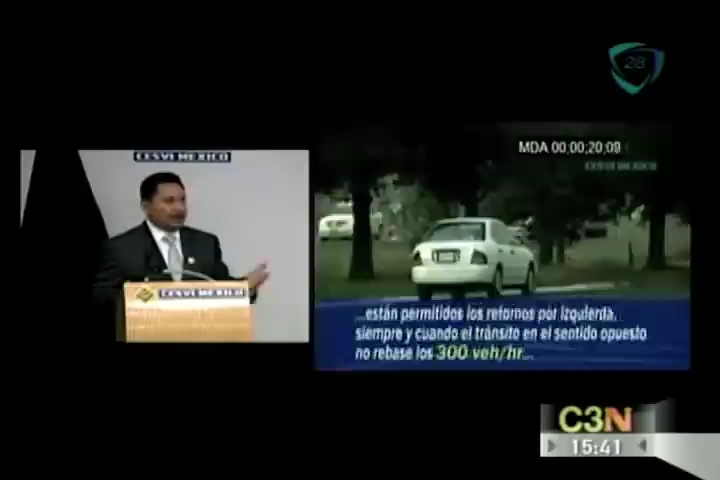 28
CESVI MEXICO
MDA 00;00;20;09
CESVI MEXICO
CESVI MEXICO
...están permitidos los retornos por izquierda,
siempre y cuando el tránsito en el sentido opuesto
no rebase los 300 veh/hr...
C3N
15:41